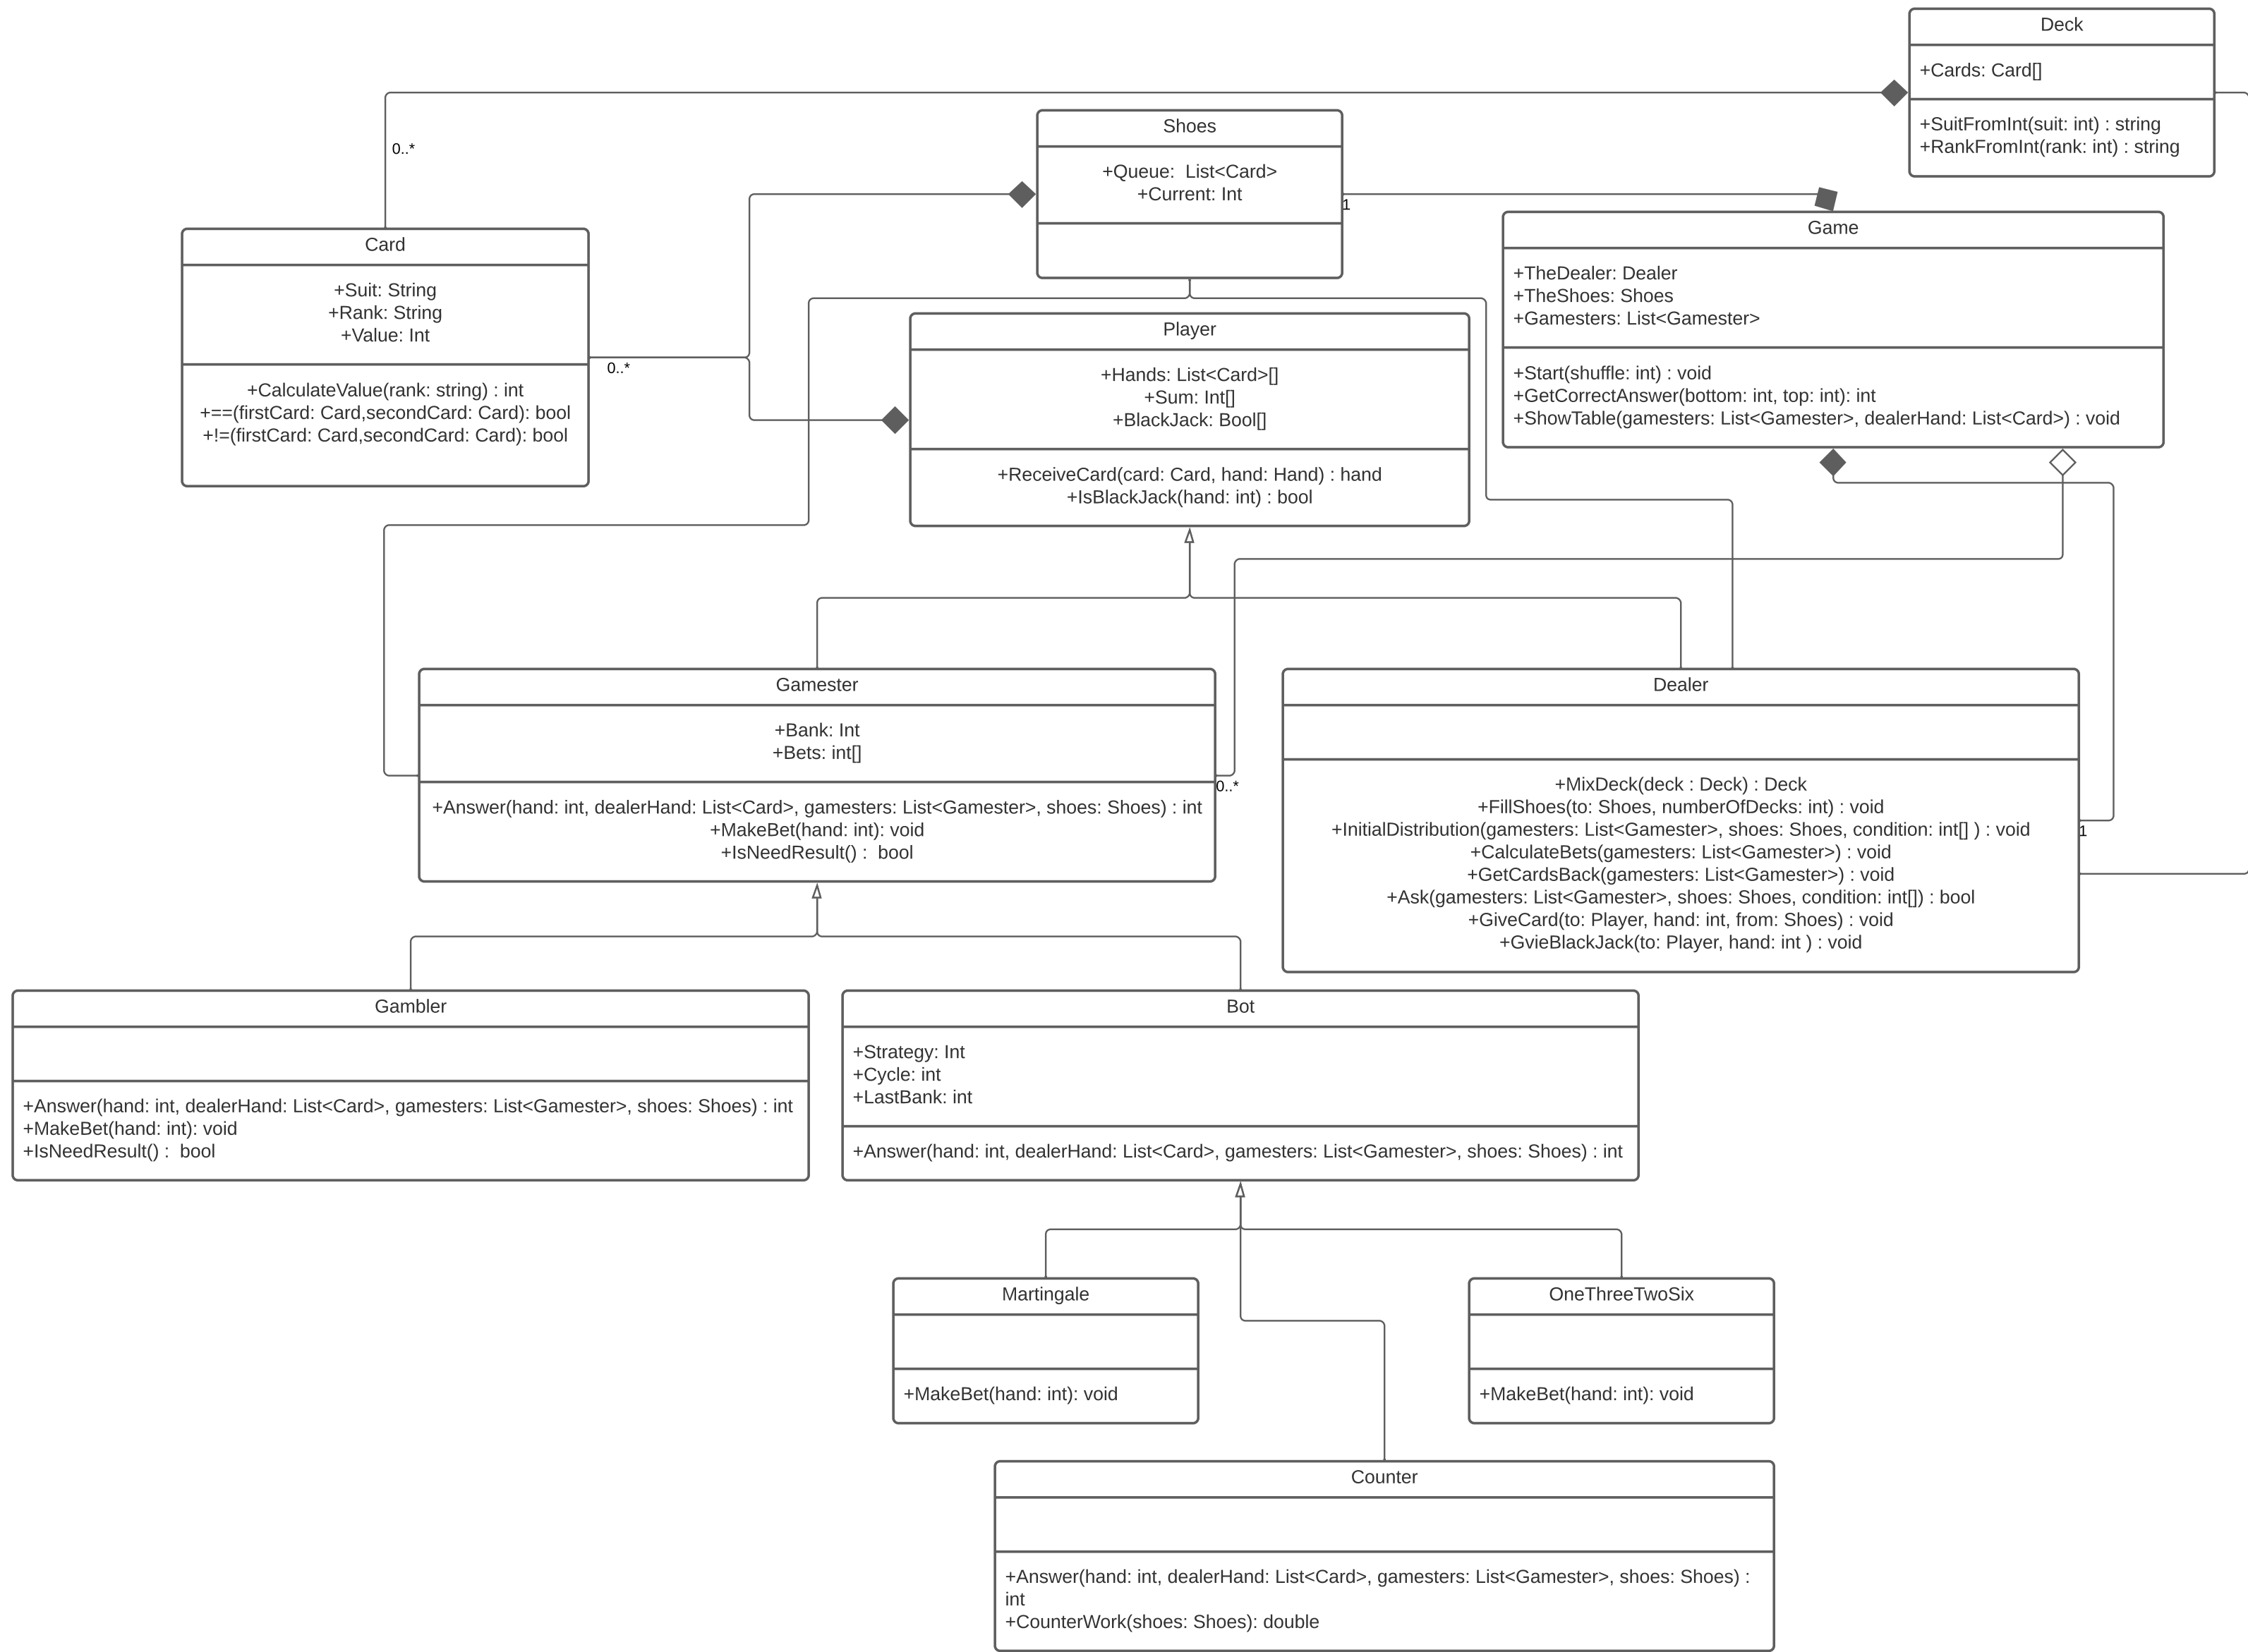 Deck
+Cards: Card[]
+SuitFromInt(suit: int) : string
+RankFromInt(rank: int) : string
Shoes
+Queue:  List<Card>
+Current: Int
1
0..*
Card
+Suit: String
+Rank: String
+Value: Int
+CalculateValue(rank: string) : int
+==(firstCard: Card,secondCard: Card): bool
+!=(firstCard: Card,secondCard: Card): bool
0..*
Player
+Hands: List<Card>[]
+Sum: Int[]
+BlackJack: Bool[]
+ReceiveCard(card: Card, hand: Hand) : hand
+IsBlackJack(hand: int) : bool
Game
+TheDealer: Dealer
+TheShoes: Shoes
+Gamesters: List<Gamester>
+Start(shuffle: int) : void
+GetCorrectAnswer(bottom: int, top: int): int
+ShowTable(gamesters: List<Gamester>, dealerHand: List<Card>) : void
Gamester
+Bank: Int
+Bets: int[]
+Answer(hand: int, dealerHand: List<Card>, gamesters: List<Gamester>, shoes: Shoes) : int
+MakeBet(hand: int): void
+IsNeedResult() :  bool
0..*
Dealer
+MixDeck(deck : Deck) : Deck
+FillShoes(to: Shoes, numberOfDecks: int) : void
+InitialDistribution(gamesters: List<Gamester>, shoes: Shoes, condition: int[] ) : void
+CalculateBets(gamesters: List<Gamester>) : void
+GetCardsBack(gamesters: List<Gamester>) : void
+Ask(gamesters: List<Gamester>, shoes: Shoes, condition: int[]) : bool
+GiveCard(to: Player, hand: int, from: Shoes) : void
+GvieBlackJack(to: Player, hand: int ) : void
1
Gambler
+Answer(hand: int, dealerHand: List<Card>, gamesters: List<Gamester>, shoes: Shoes) : int
+MakeBet(hand: int): void
+IsNeedResult() :  bool
Bot
+Strategy: Int
+Cycle: int
+LastBank: int
+Answer(hand: int, dealerHand: List<Card>, gamesters: List<Gamester>, shoes: Shoes) : int
Martingale
+MakeBet(hand: int): void
OneThreeTwoSix
+MakeBet(hand: int): void
Counter
+Answer(hand: int, dealerHand: List<Card>, gamesters: List<Gamester>, shoes: Shoes) :
int
+CounterWork(shoes: Shoes): double